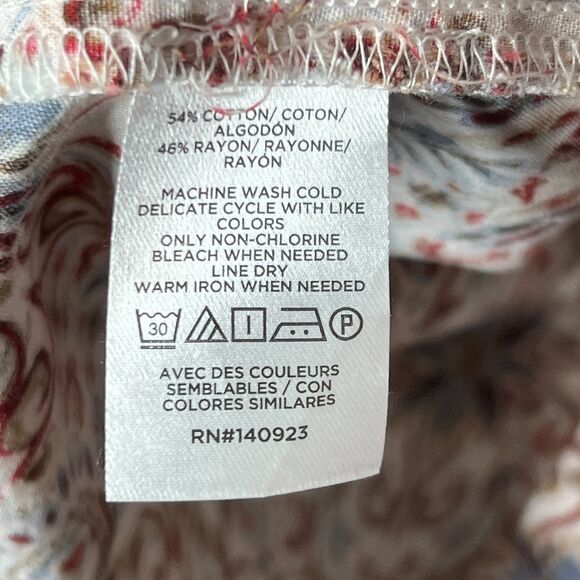 54% COTTON/ COTON/
ALGODÓN
46% RAYON/ RAYONNE/
RAYÓN
MACHINE WASH COLD
DELICATE CYCLE WITH LIKE
COLORS
ONLY NON-CHLORINE
BLEACH WHEN NEEDED
LINE DRY
WARM IRON WHEN NEEDED
30 P
AVEC DES COULEURS
SEMBLABLES / CON
COLORES SIMILARES
RN#140923